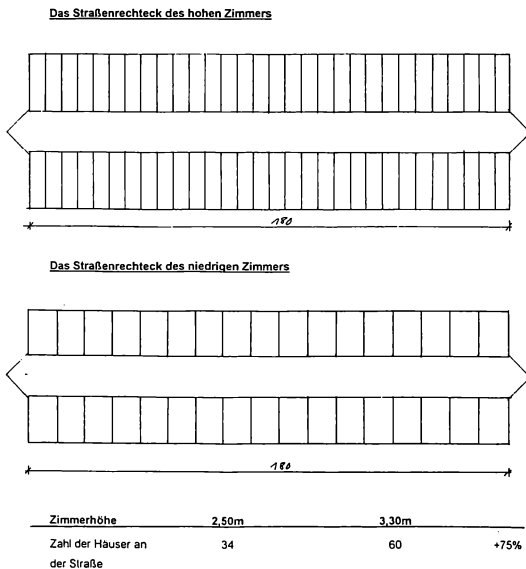 Das Straßenrechteck des hohen Zimmers
180
Das Straßenrechteck des niedrigen Zimmers
180
Zimmerhöhe 2,50m 3,30m
Zahl der Häuser an 34 60 +75%
der Straße